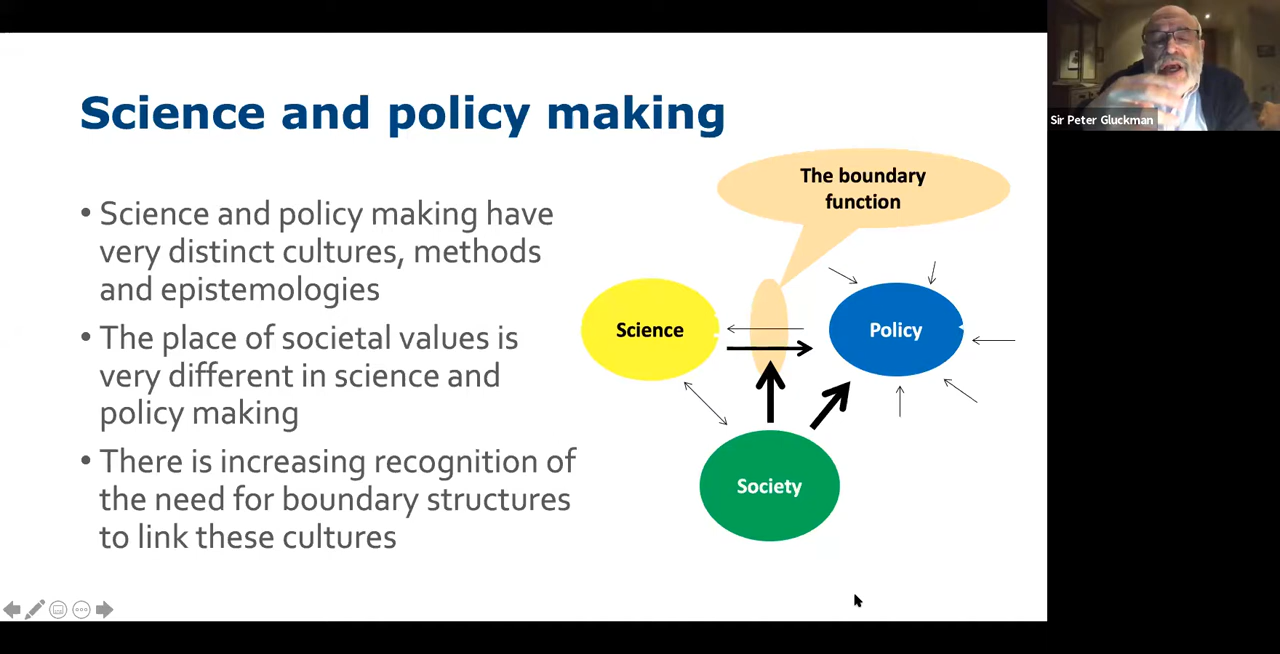 Science and policy making
• Science and policy making have
very distinct cultures, methods
and epistemologies
• The place of societal values is
very different in science and
policy making
• There is increasing recognition of
the need for boundary structures
to link these cultures
The boundary
function
Science
Policy
Society
Sir Peter Gluckman